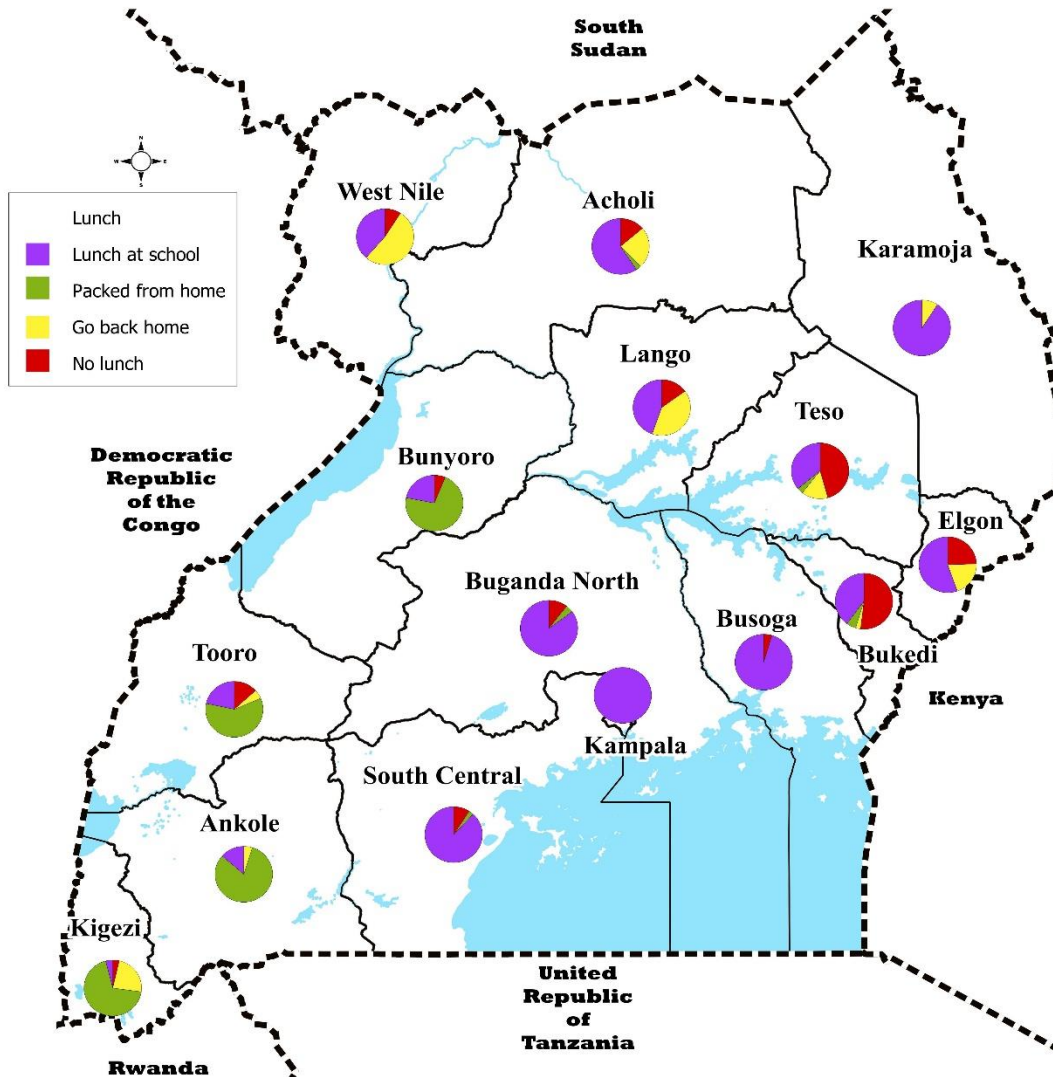 South
Sudan
N
W
E
S
West Nile
Acholi
Lunch
Lunch at school
Packed from home
Go back home
No lunch
Karamoja
Lango
Teso
Democratic
Republic
of the
Congo
Bunyoro
Elgon
Buganda North
Busoga
Tooro
Bukedi
Kenya
Kampala
South Central
Ankole
Kigezi
United
Republic
of
Tanzania
Rwanda